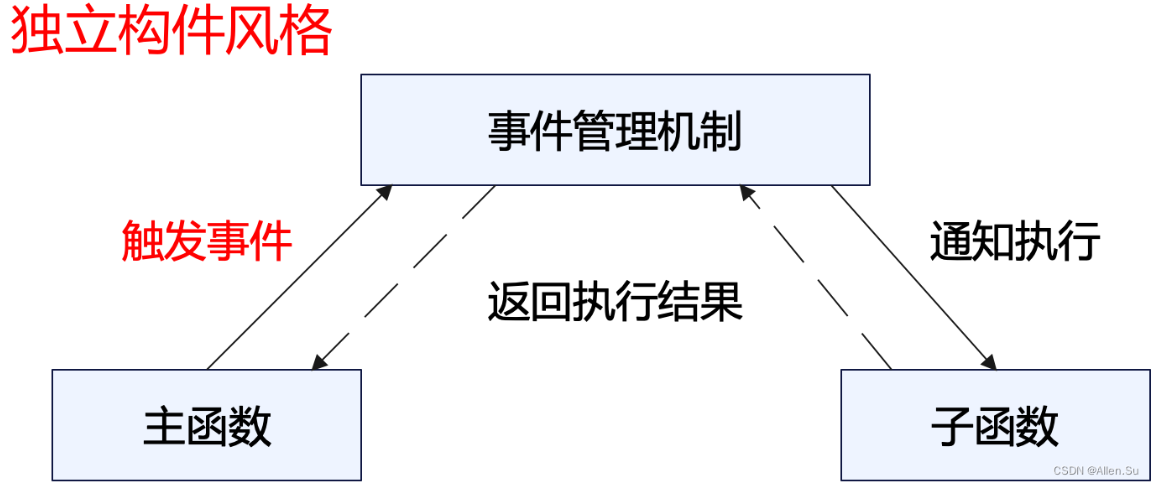 独立构件风格
事件管理机制
触发事件
通知执行
返回执行结果
主函数
子函数
CSDN @Allen.Su